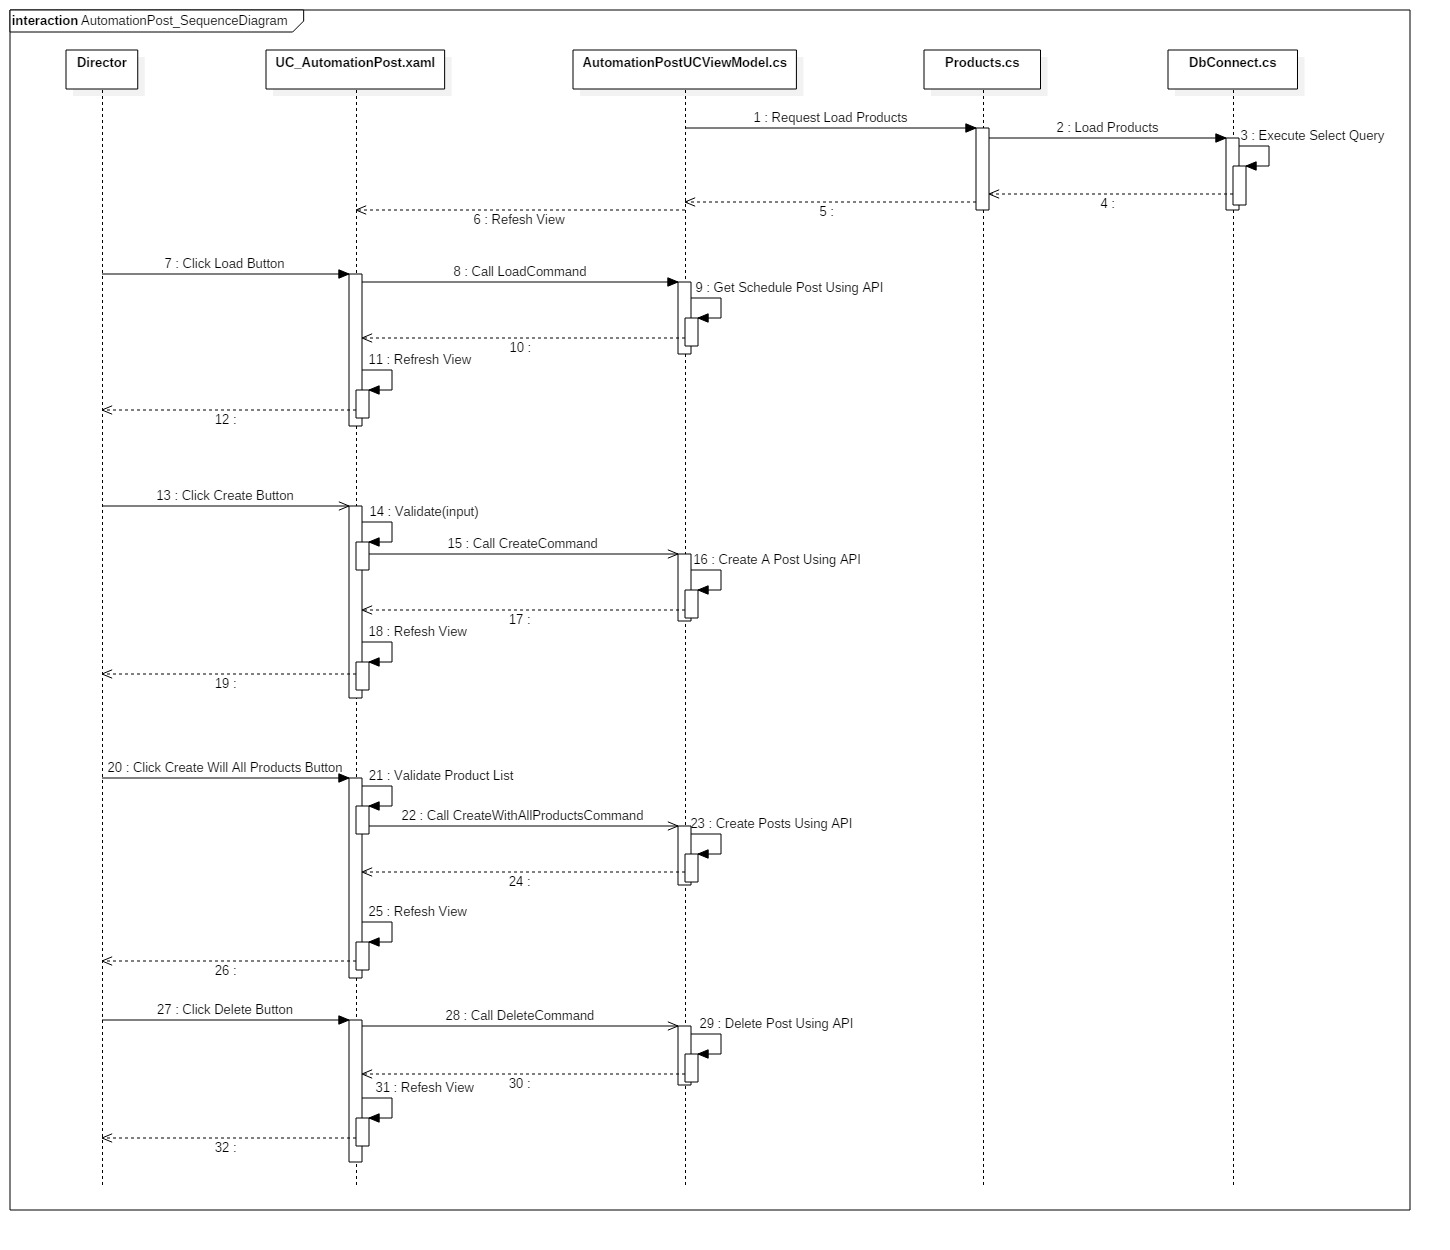 interaction AutomationPost_SequenceDiagram
Director
UC_AutomationPost.xaml
AutomationPostUCViewModel.cs
Products.cs
DbConnect.cs
1 : Request Load Products
2 : Load Products
3 : Execute Select Query
4 :
5 :
6 : Refesh View
7 : Click Load Button
8 : Call LoadCommand
9 : Get Schedule Post Using API
10 :
11 : Refresh View
12 :
13 : Click Create Button
14 : Validate(input)
15 : Call CreateCommand
16 : Create A Post Using API
17 :
18 : Refesh View
19 :
20 : Click Create Will All Products Button
21 : Validate Product List
22 : Call CreateWithAllProductsCommand
23 : Create Posts Using API
24 :
25 : Refesh View
26 :
27 : Click Delete Button
28 : Call DeleteCommand
29 : Delete Post Using API
30 :
31 : Refesh View
32 :